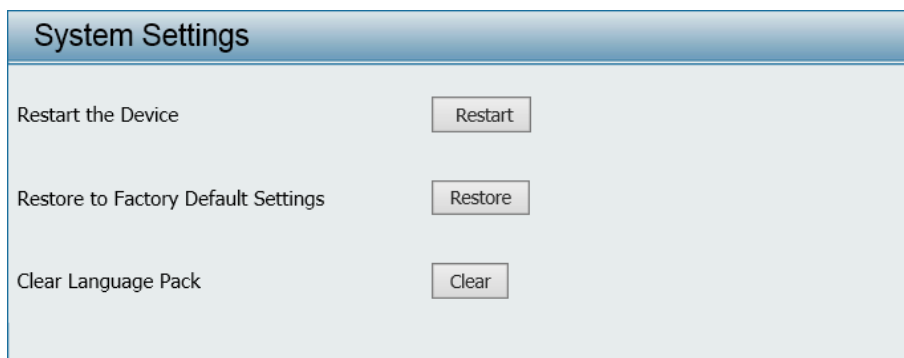 System Settings
Restart the Device Restart
Restore to Factory Default Settings Restore
Clear Language Pack Clear